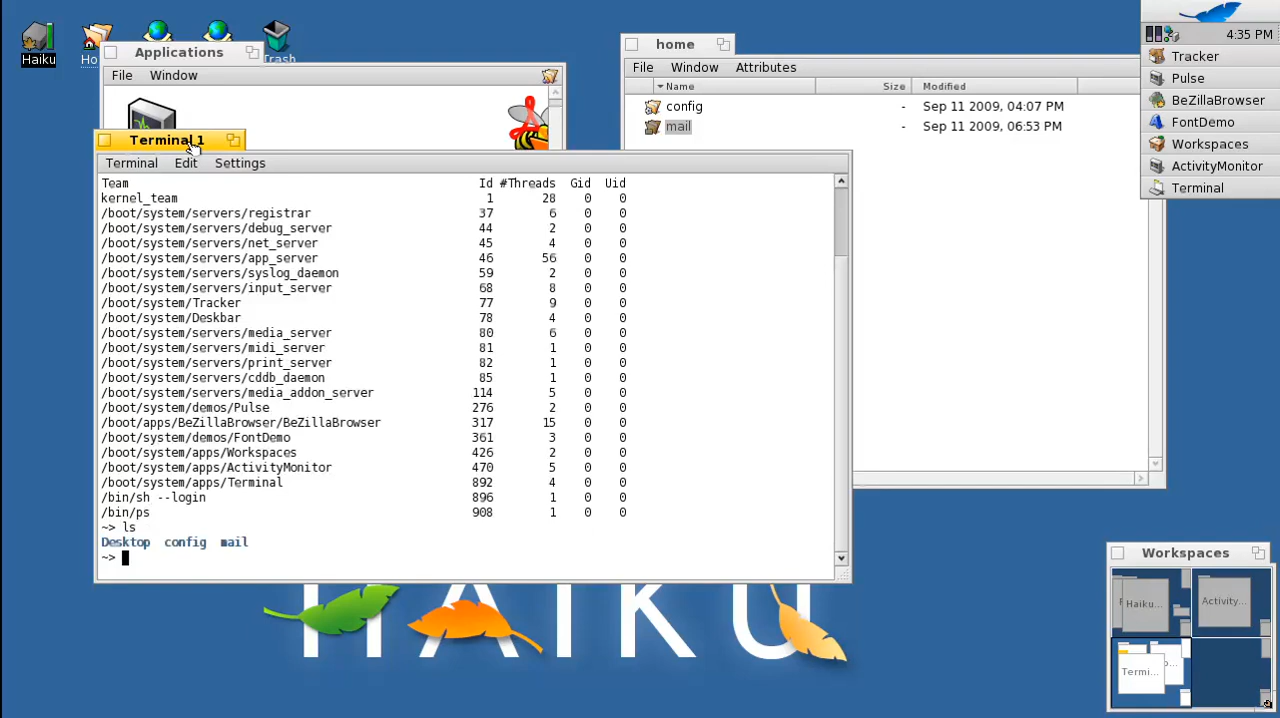 Haiku
Ho
Trash
Applications
File Window
home
File Window Attributes
Name Size Modified
config - Sep 11 2009, 04:07 PM
mail - Sep 11 2009, 06:53 PM
4:35 PM
Tracker
Pulse
BeZillaBrowser
FontDemo
Workspaces
ActivityMonitor
Terminal
Terminal 1
Terminal Edit Settings
Team Id #Threads Gid Uid
kernel_team 1 28 0 0
/boot/system/servers/registrar 37 6 0 0
/boot/system/servers/debug_server 44 2 0 0
/boot/system/servers/net_server 45 4 0 0
/boot/system/servers/app_server 46 56 0 0
/boot/system/servers/syslog_daemon 59 2 0 0
/boot/system/servers/input_server 68 8 0 0
/boot/system/Tracker 77 9 0 0
/boot/system/Deskbar 78 4 0 0
/boot/system/servers/media_server 80 6 0 0
/boot/system/servers/midi_server 81 1 0 0
/boot/system/servers/print_server 82 1 0 0
/boot/system/servers/cddb_daemon 85 1 0 0
/boot/system/servers/media_addon_server 114 5 0 0
/boot/system/demos/Pulse 276 2 0 0
/boot/apps/BeZillaBrowser/BeZillaBrowser 317 15 0 0
/boot/system/demos/FontDemo 361 3 0 0
/boot/system/apps/Workspaces 426 2 0 0
/boot/system/apps/ActivityMonitor 470 5 0 0
/boot/system/apps/Terminal 892 4 0 0
/bin/sh --login 896 1 0 0
/bin/ps 908 1 0 0
~> ls
Desktop config mail
~>
HAIKU
Workspaces
Haiku... Activity...
Termi...